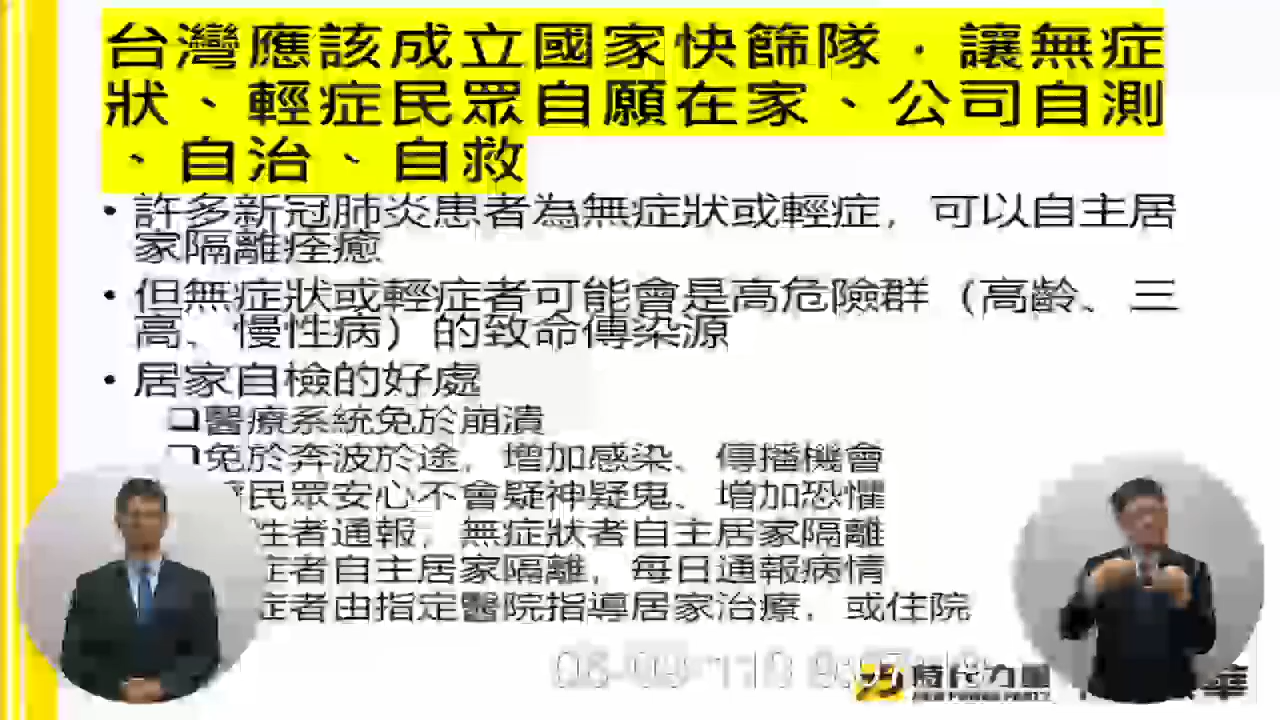 台灣應該成立國家快篩隊，讓無症
狀、輕症民眾自願在家、公司自測
、自治、自救
• 許多新冠肺炎患者為無症狀或輕症，可以自主居
家隔離痊癒
• 但無症狀或輕症者可能會是高危險群（高齡、三
高、慢性病）的致命傳染源
• 居家自檢的好處
❑醫療系統免於崩潰
❑免於奔波於途，增加感染、傳播機會
民眾安心不會疑神疑鬼、增加恐懼
性者通報，無症狀者自主居家隔離
症者自主居家隔離，每日通報病情
症者由指定醫院指導居家治療，或住院
時代力量
NEW POWER PARTY